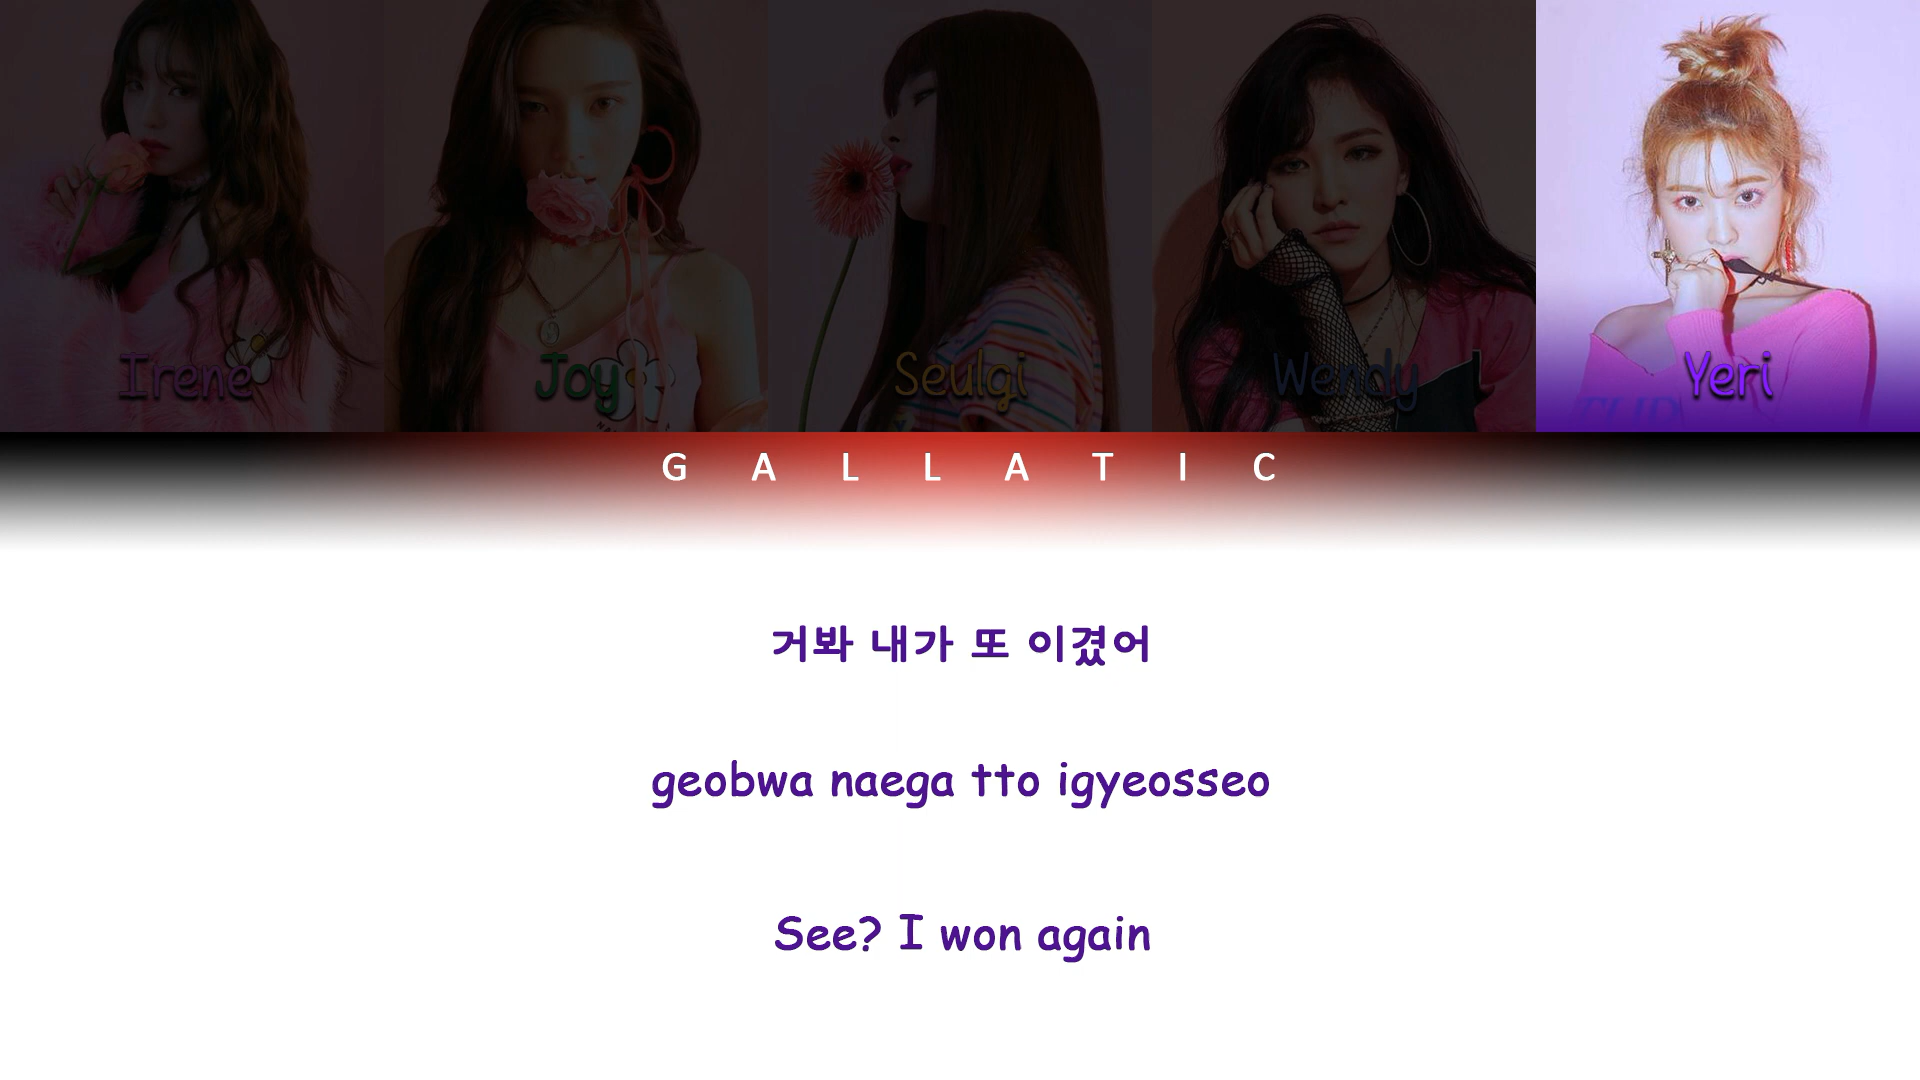 Irene Joy Seulgi Wendy Yeri
G A L L A T I C
거봐 내가 또 이겼어
geobwa naega tto igyeosseo
See? I won again